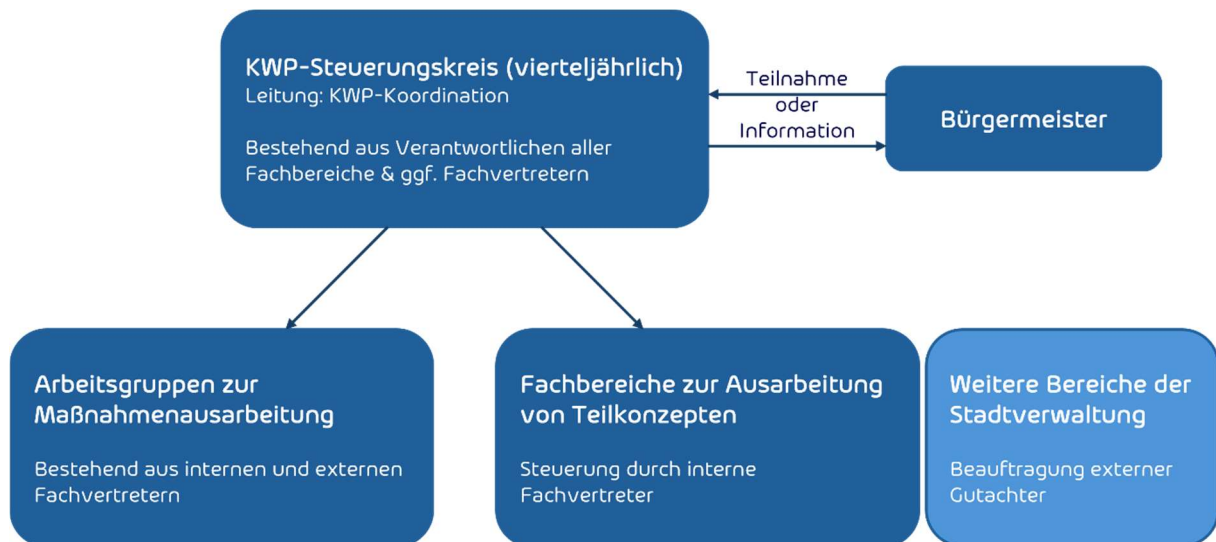 KWP-Steuerungskreis (vierteljährlich)
Leitung: KWP-Koordination
Bestehend aus Verantwortlichen aller
Fachbereiche & ggf. Fachvertretern
Teilnahme
oder
Information
Bürgermeister
Arbeitsgruppen zur
Maßnahmenausarbeitung
Bestehend aus internen und externen
Fachvertretern
Fachbereiche zur Ausarbeitung
von Teilkonzepten
Steuerung durch interne
Fachvertreter
Weitere Bereiche der
Stadtverwaltung
Beauftragung externer
Gutachter